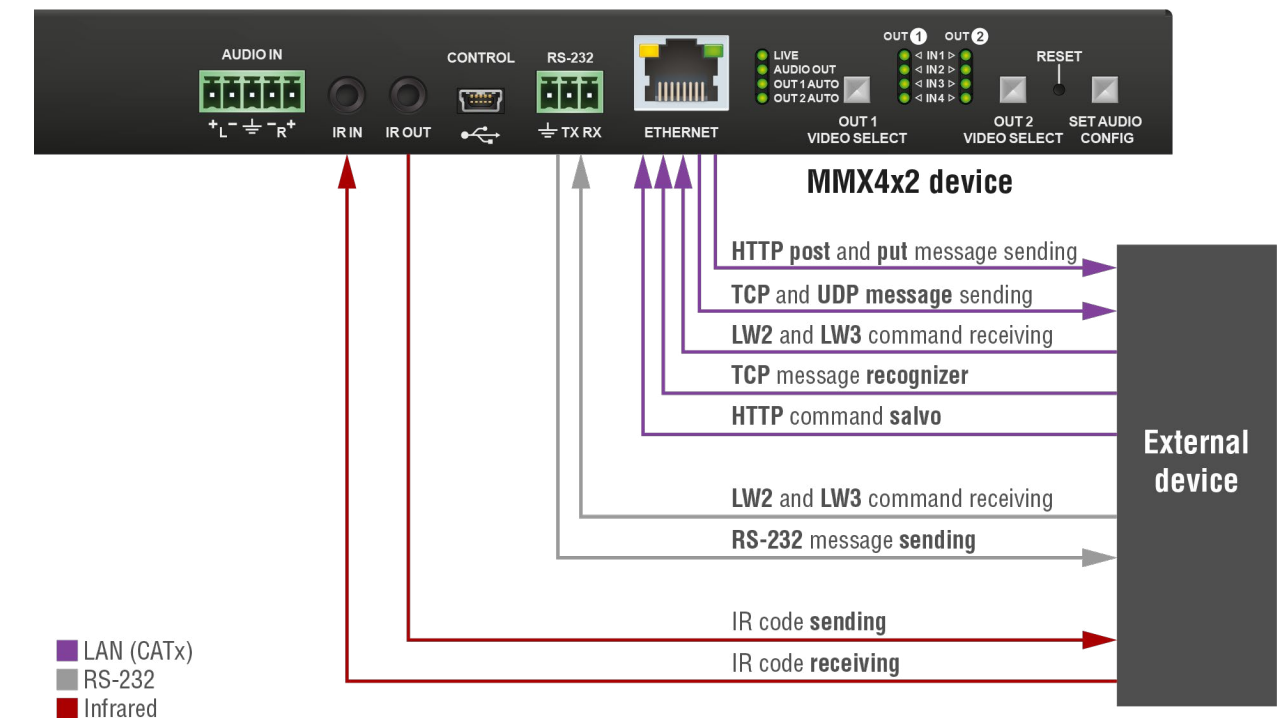 OUT 1 OUT 2
AUDIO IN
CONTROL
RS-232
LIVE
AUDIO OUT
OUT 1 AUTO
OUT 2 AUTO
IN1
IN2
IN3
IN4
RESET
+ L - ⏚ - R +
IR IN
IR OUT
TX RX
ETHERNET
OUT 1
VIDEO SELECT
OUT 2
VIDEO SELECT
SET AUDIO
CONFIG
MMX4x2 device
HTTP post and put message sending
TCP and UDP message sending
LW2 and LW3 command receiving
TCP message recognizer
HTTP command salvo
External
device
LW2 and LW3 command receiving
RS-232 message sending
IR code sending
IR code receiving
LAN (CATx)
RS-232
Infrared